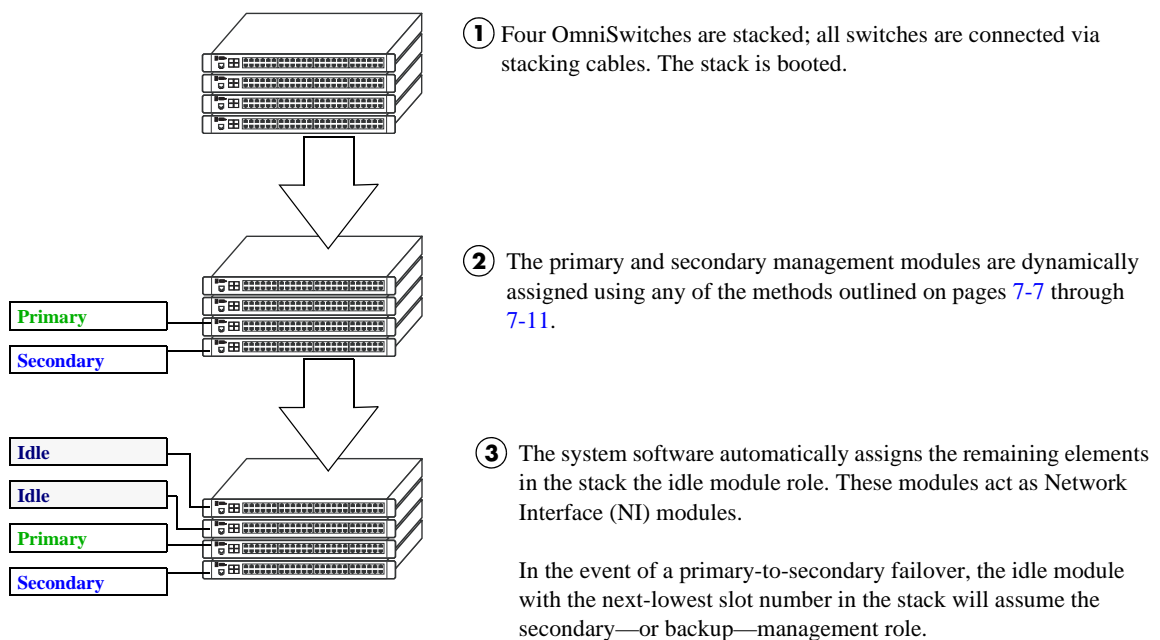 1 Four OmniSwitches are stacked; all switches are connected via
stacking cables. The stack is booted.
2 The primary and secondary management modules are dynamically
assigned using any of the methods outlined on pages 7-7 through
7-11.
Primary
Secondary
Idle
Idle
Primary
Secondary
3 The system software automatically assigns the remaining elements
in the stack the idle module role. These modules act as Network
Interface (NI) modules.
In the event of a primary-to-secondary failover, the idle module
with the next-lowest slot number in the stack will assume the
secondary—or backup—management role.